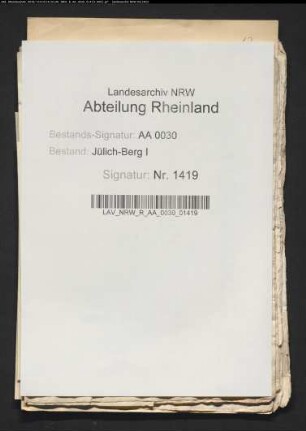 Landesarchiv NRW
Abteilung Rheinland
Bestands-Signatur: AA 0030
Bestand: Jülich-Berg I
Signatur: Nr. 1419
LAV_NRW_R_AA_0030_01419